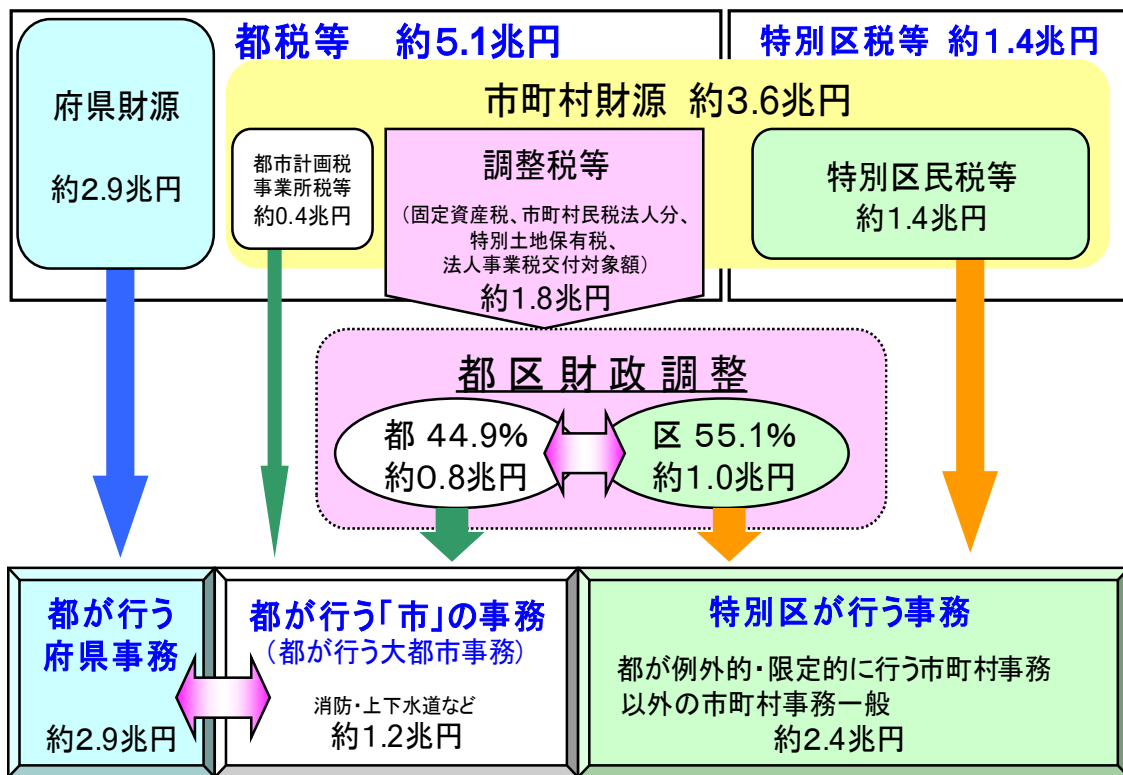 都税等 約5.1兆円
特別区税等 約1.4兆円
府県財源
約2.9兆円
市町村財源 約3.6兆円
都市計画税
事業所税等
約0.4兆円
調整税等
(固定資産税、市町村民税法人分、
特別土地保有税、
法人事業税交付対象額)
約1.8兆円
特別区民税等
約1.4兆円
都区財政調整
都 44.9%
約0.8兆円
区 55.1%
約1.0兆円
都が行う
府県事務
約2.9兆円
都が行う「市」の事務
(都が行う大都市事務)
消防・上下水道など
約1.2兆円
特別区が行う事務
都が例外的・限定的に行う市町村事務
以外の市町村事務一般
約2.4兆円